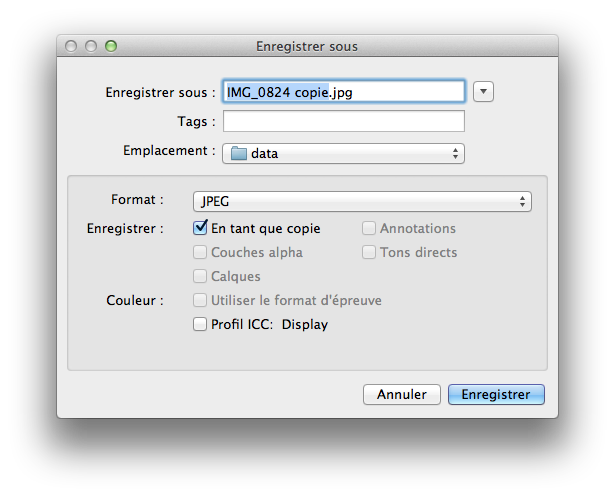 Enregistrer sous
Enregistrer sous : IMG_0824 copie.jpg
Tags :
Emplacement : data
Format : JPEG
Enregistrer : En tant que copie Annotations
Couches alpha Tons directs
Calques
Couleur : Utiliser le format d'épreuve
Profil ICC: Display
Annuler Enregistrer